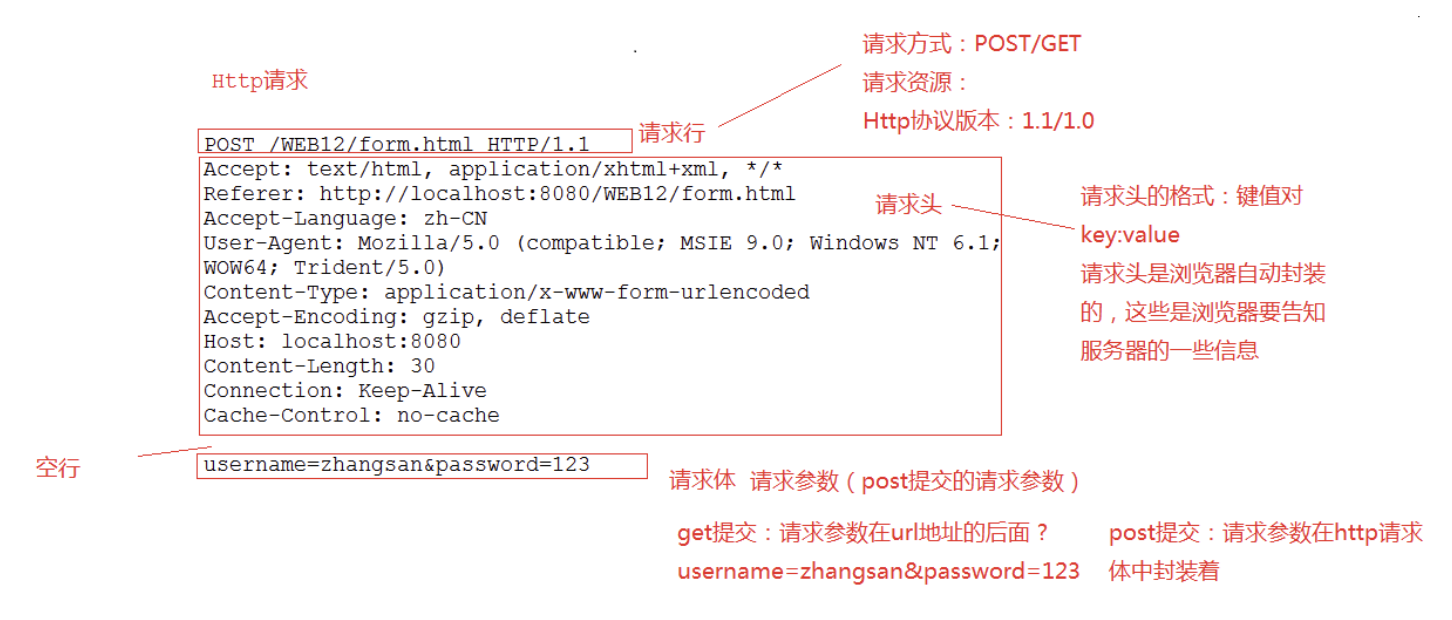 Http请求
请求方式：POST/GET
请求资源：
Http协议版本：1.1/1.0
请求行
POST /WEB12/form.html HTTP/1.1
Accept: text/html, application/xhtml+xml, */*
Referer: http://localhost:8080/WEB12/form.html
Accept-Language: zh-CN
User-Agent: Mozilla/5.0 (compatible; MSIE 9.0; Windows NT 6.1;
WOW64; Trident/5.0)
Content-Type: application/x-www-form-urlencoded
Accept-Encoding: gzip, deflate
Host: localhost:8080
Content-Length: 30
Connection: Keep-Alive
Cache-Control: no-cache
请求头
请求头的格式：键值对
key:value
请求头是浏览器自动封装
的，这些是浏览器要告知
服务器的一些信息
空行
username=zhangsan&password=123
请求体 请求参数（post提交的请求参数）
get提交：请求参数在url地址的后面？
username=zhangsan&password=123
post提交：请求参数在http请求
体中封装着